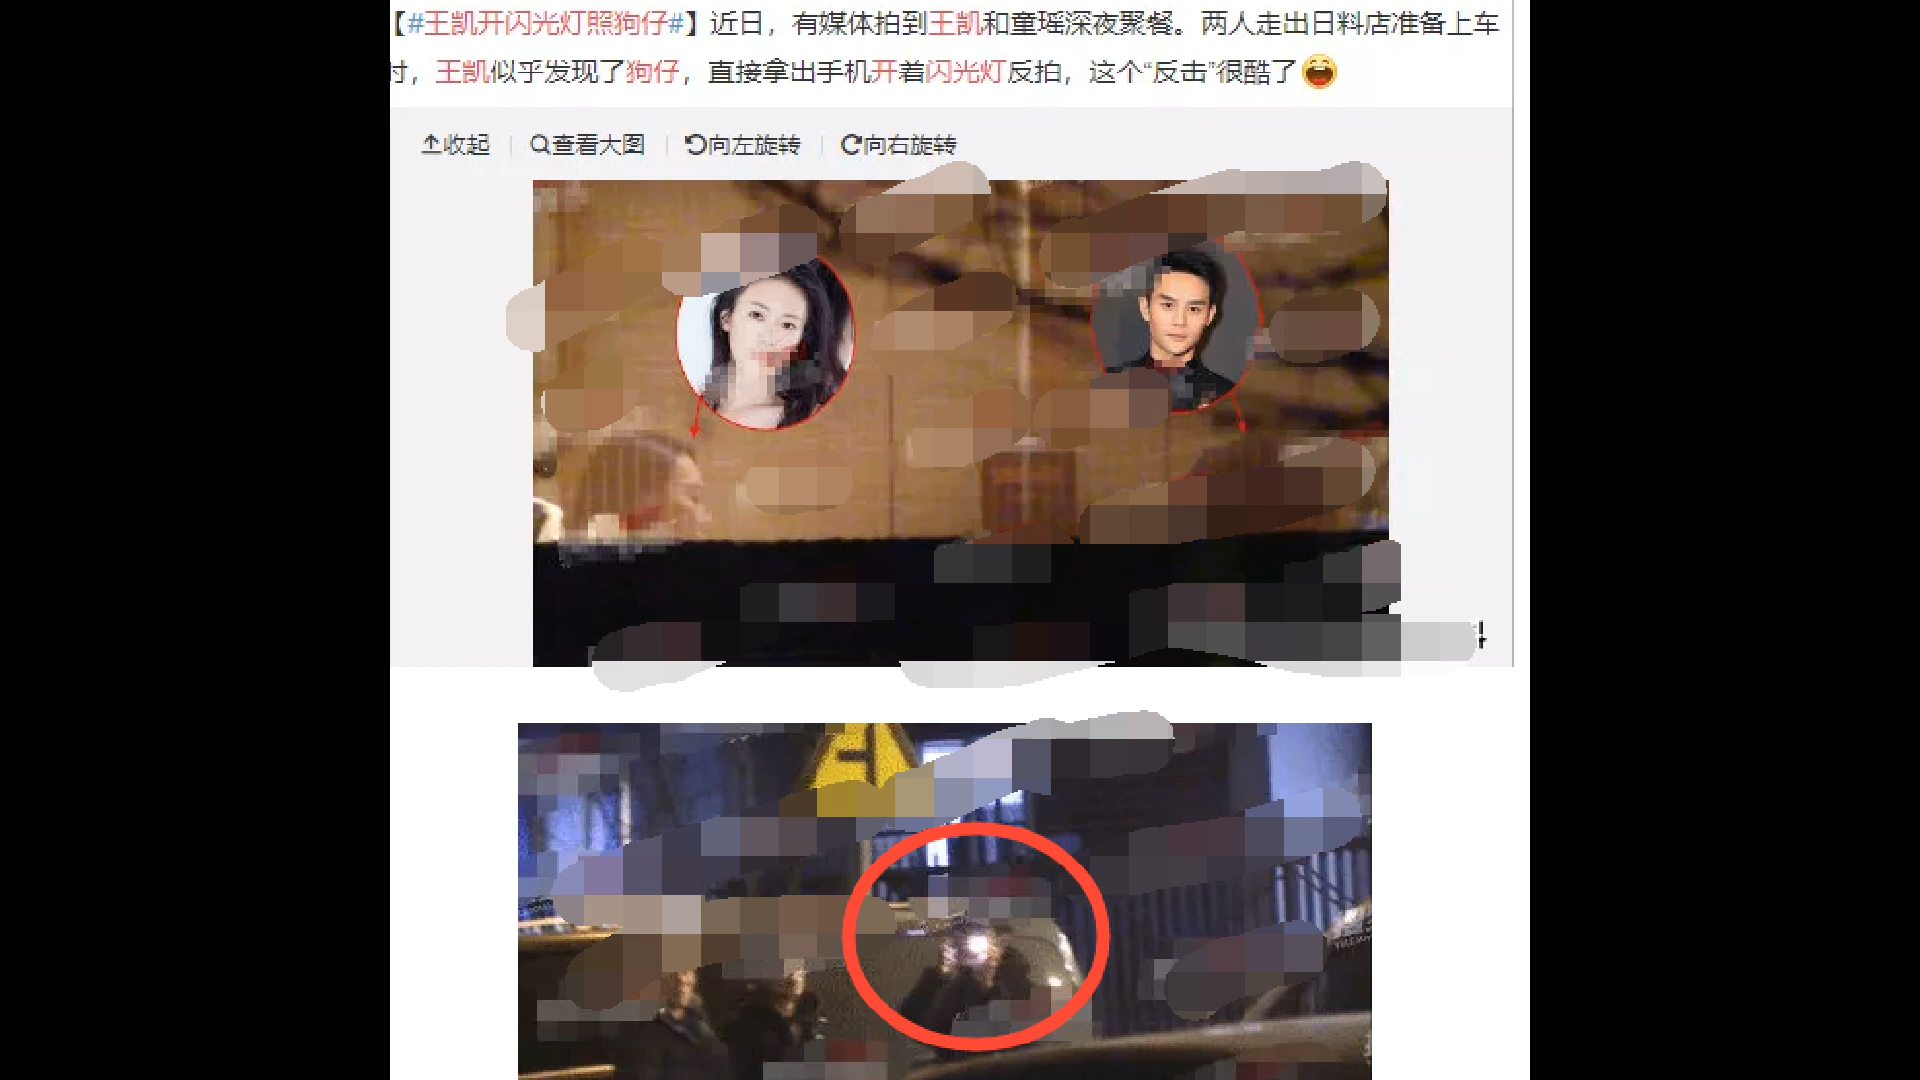 【#王凯开闪光灯照狗仔#】近日，有媒体拍到王凯和童瑶深夜聚餐。两人走出日料店准备上车
时，王凯似乎发现了狗仔，直接拿出手机开着闪光灯反拍，这个“反击”很酷了
收起 查看大图 向左旋转 向右旋转